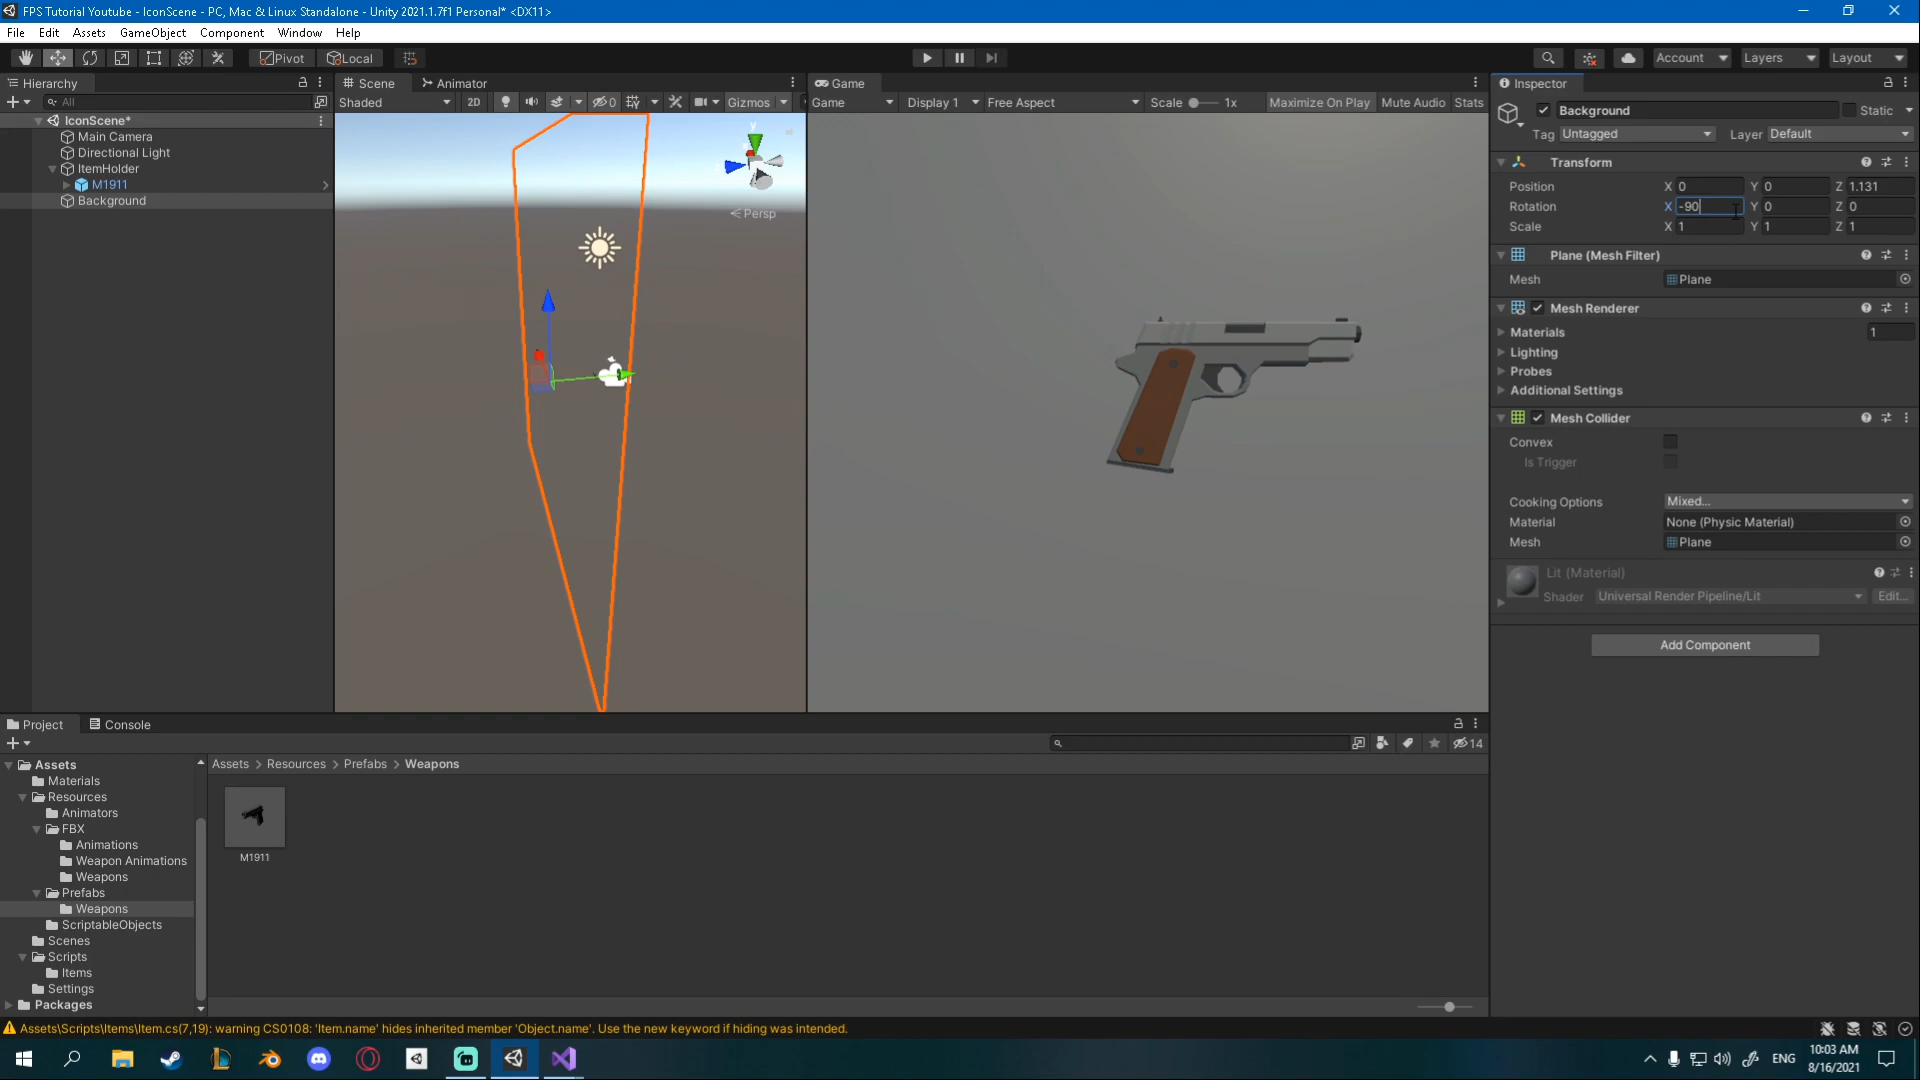 FPS Tutorial Youtube - IconScene - PC, Mac & Linux Standalone - Unity 2021.1.7f1 Personal* <DX11>
File Edit Assets GameObject Component Window Help
Pivot Local Account Layers Layout
Hierarchy Scene Animator Game Inspector
All Shaded 2D 0 Gizmos Game Display 1 Free Aspect Scale 1x Maximize On Play Mute Audio Stats
Background Static
IconScene*
Main Camera
Directional Light
ItemHolder
M1911
Background
y
Persp
Tag Untagged Layer Default
Transform
Position X 0 Y 0 Z 1.131
Rotation X -90 Y 0 Z 0
Scale X 1 Y 1 Z 1
Plane (Mesh Filter)
Mesh Plane
Mesh Renderer
Materials 1
Lighting
Probes
Additional Settings
Mesh Collider
Convex
Is Trigger
Cooking Options Mixed...
Material None (Physic Material)
Mesh Plane
Lit (Material)
Shader Universal Render Pipeline/Lit Edit...
Add Component
Project Console
14
Assets
Materials
Resources
Animators
FBX
Animations
Weapon Animations
Weapons
Prefabs
Weapons
ScriptableObjects
Scenes
Scripts
Items
Settings
Packages
Assets > Resources > Prefabs > Weapons
M1911
Assets\Scripts\Items\Item.cs(7,19): warning CS0108: 'Item.name' hides inherited member 'Object.name'. Use the new keyword if hiding was intended.
ENG
10:03 AM
8/16/2021